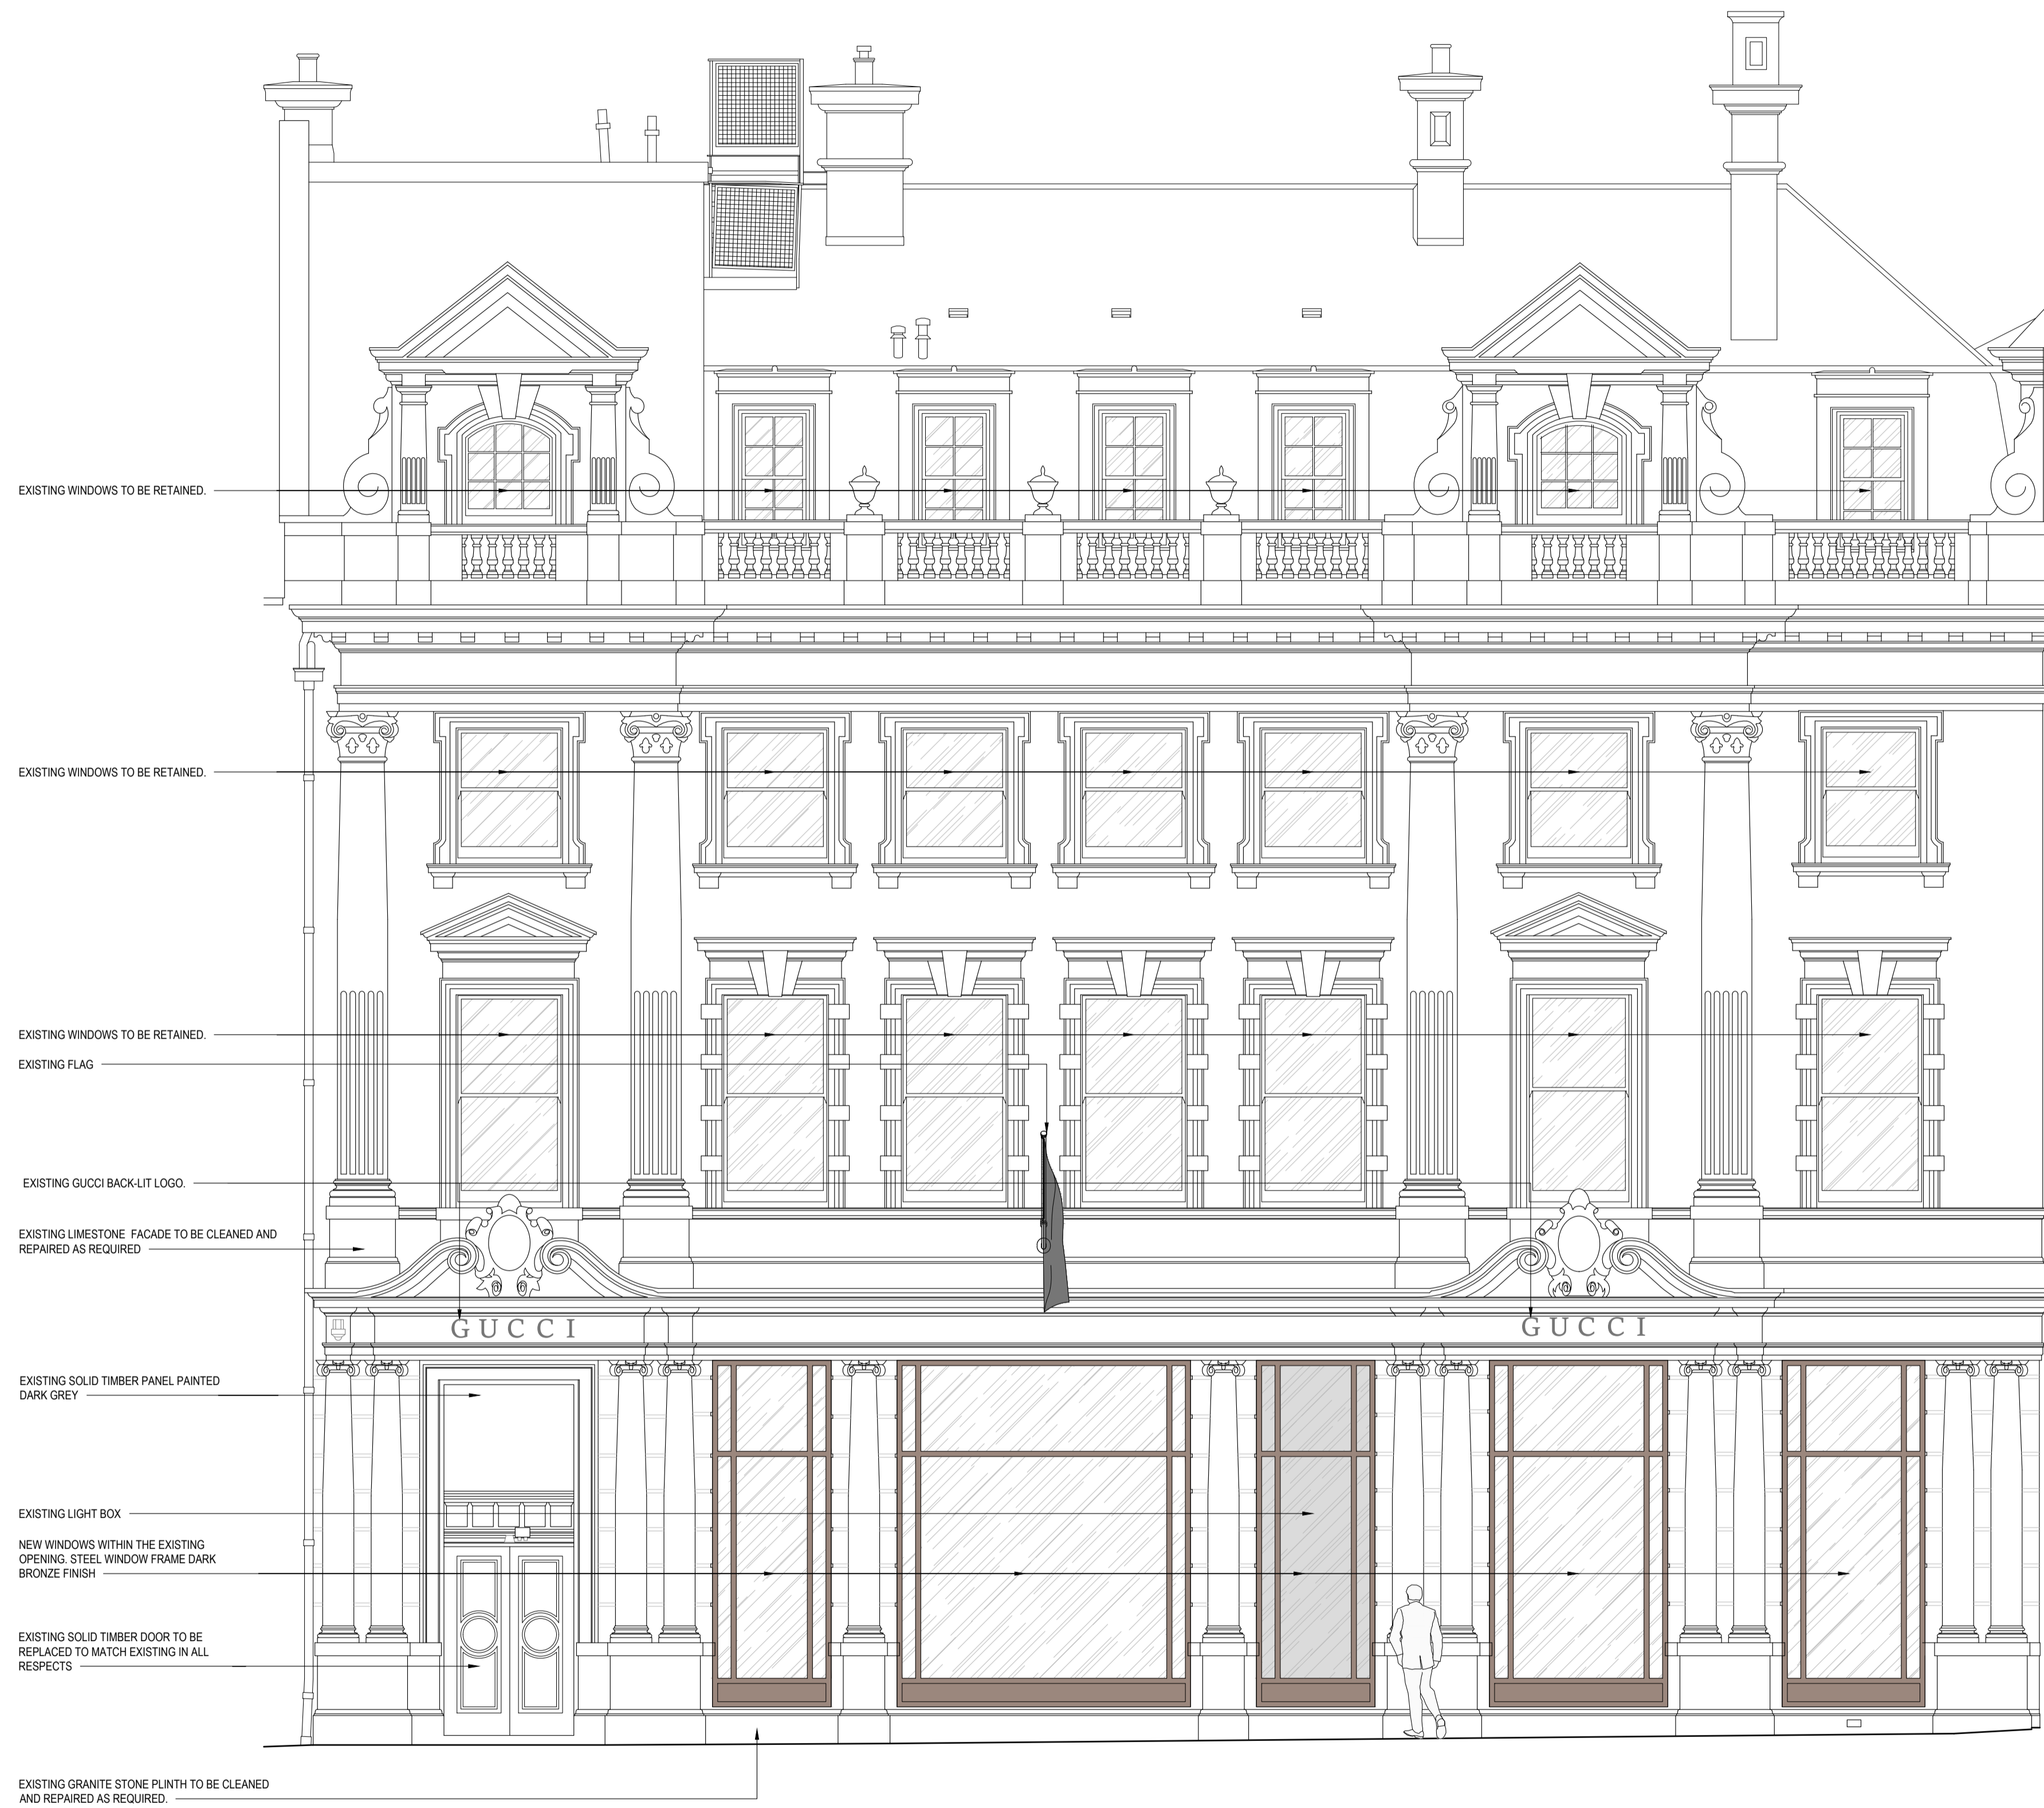 EXISTING WINDOWS TO BE RETAINED.
EXISTING WINDOWS TO BE RETAINED.
EXISTING WINDOWS TO BE RETAINED.
EXISTING FLAG
EXISTING GUCCI BACK-LIT LOGO.
EXISTING LIMESTONE FACADE TO BE CLEANED AND
REPAIRED AS REQUIRED
GUCCI GUCCI
EXISTING SOLID TIMBER PANEL PAINTED
DARK GREY
EXISTING LIGHT BOX
NEW WINDOWS WITHIN THE EXISTING
OPENING. STEEL WINDOW FRAME DARK
BRONZE FINISH
EXISTING SOLID TIMBER DOOR TO BE
REPLACED TO MATCH EXISTING IN ALL
RESPECTS
EXISTING GRANITE STONE PLINTH TO BE CLEANED
AND REPAIRED AS REQUIRED.